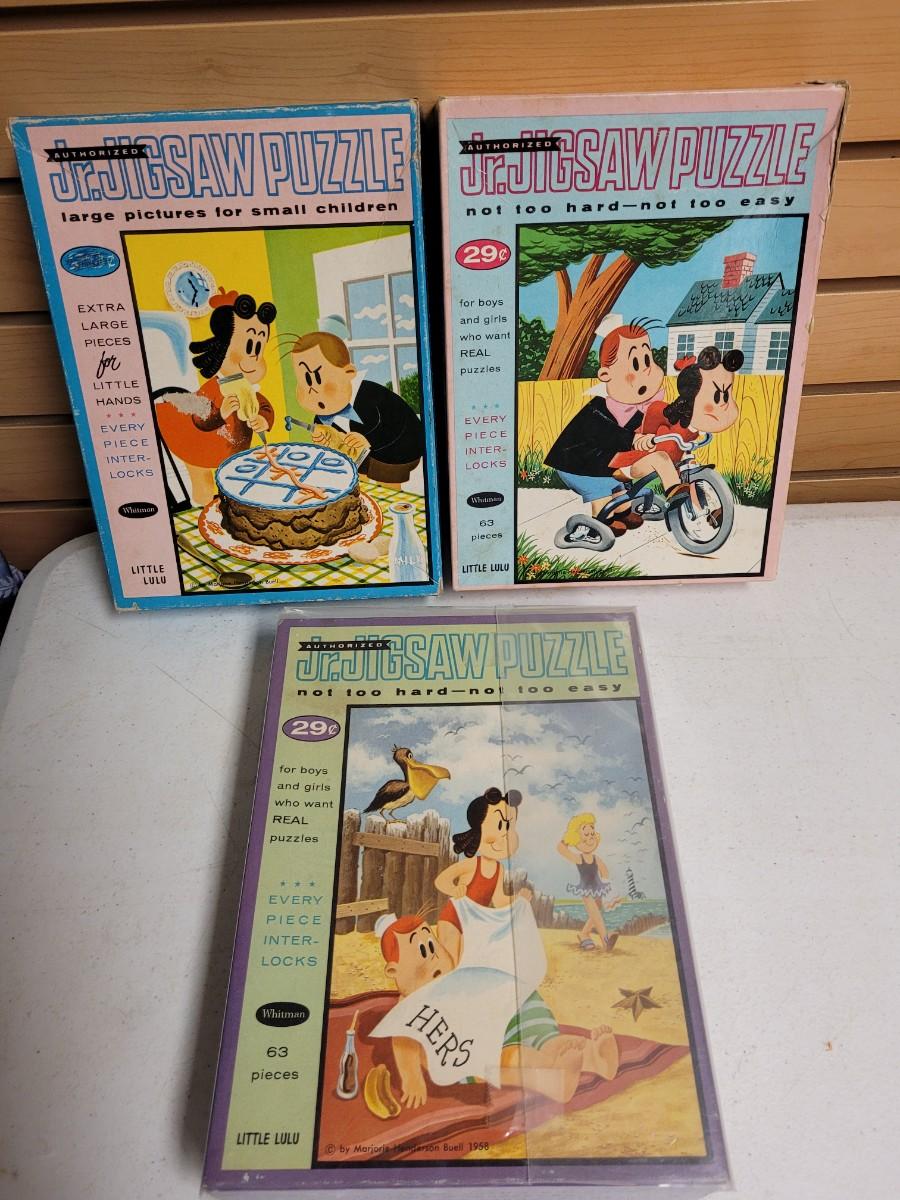 AUTHORIZED
Jr. JIGSAW PUZZLE
large pictures for small children
EXTRA
LARGE
PIECES
for
LITTLE
HANDS
EVERY
PIECE
INTER-
LOCKS
Whitman
LITTLE
LULU
MILK
AUTHORIZED
Jr. JIGSAW PUZZLE
not too hard—not too easy
29¢
for boys
and girls
who want
REAL
puzzles
EVERY
PIECE
INTER-
LOCKS
Whitman
63
pieces
LITTLE LULU
AUTHORIZED
Jr. JIGSAW PUZZLE
not too hard—not too easy
29¢
for boys
and girls
who want
REAL
puzzles
EVERY
PIECE
INTER-
LOCKS
Whitman
63
pieces
LITTLE LULU
HERS
© by Marjorie Henderson Buell 1958